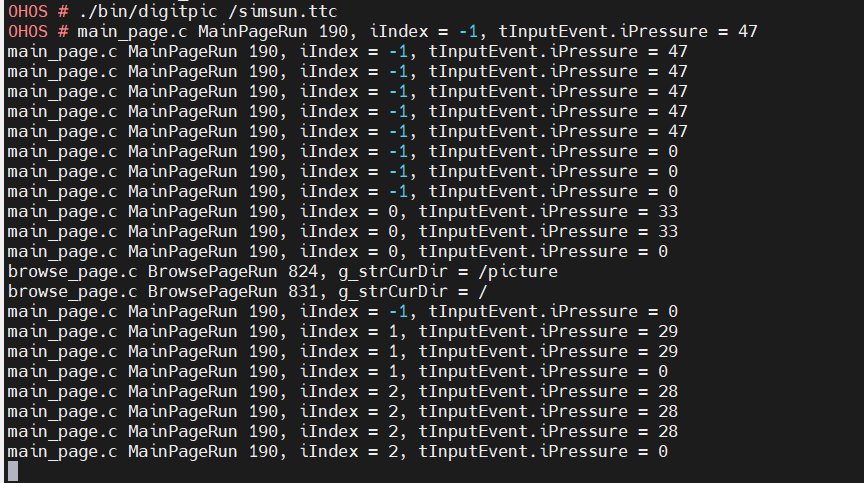 OHOS # ./bin/digitpic /simsun.ttc
OHOS # main_page.c MainPageRun 190, iIndex = -1, tInputEvent.iPressure = 47
main_page.c MainPageRun 190, iIndex = -1, tInputEvent.iPressure = 47
main_page.c MainPageRun 190, iIndex = -1, tInputEvent.iPressure = 47
main_page.c MainPageRun 190, iIndex = -1, tInputEvent.iPressure = 47
main_page.c MainPageRun 190, iIndex = -1, tInputEvent.iPressure = 47
main_page.c MainPageRun 190, iIndex = -1, tInputEvent.iPressure = 47
main_page.c MainPageRun 190, iIndex = -1, tInputEvent.iPressure = 0
main_page.c MainPageRun 190, iIndex = -1, tInputEvent.iPressure = 0
main_page.c MainPageRun 190, iIndex = -1, tInputEvent.iPressure = 0
main_page.c MainPageRun 190, iIndex = 0, tInputEvent.iPressure = 33
main_page.c MainPageRun 190, iIndex = 0, tInputEvent.iPressure = 33
main_page.c MainPageRun 190, iIndex = 0, tInputEvent.iPressure = 0
browse_page.c BrowsePageRun 824, g_strCurDir = /picture
browse_page.c BrowsePageRun 831, g_strCurDir = /
main_page.c MainPageRun 190, iIndex = -1, tInputEvent.iPressure = 0
main_page.c MainPageRun 190, iIndex = 1, tInputEvent.iPressure = 29
main_page.c MainPageRun 190, iIndex = 1, tInputEvent.iPressure = 29
main_page.c MainPageRun 190, iIndex = 1, tInputEvent.iPressure = 0
main_page.c MainPageRun 190, iIndex = 2, tInputEvent.iPressure = 28
main_page.c MainPageRun 190, iIndex = 2, tInputEvent.iPressure = 28
main_page.c MainPageRun 190, iIndex = 2, tInputEvent.iPressure = 28
main_page.c MainPageRun 190, iIndex = 2, tInputEvent.iPressure = 0